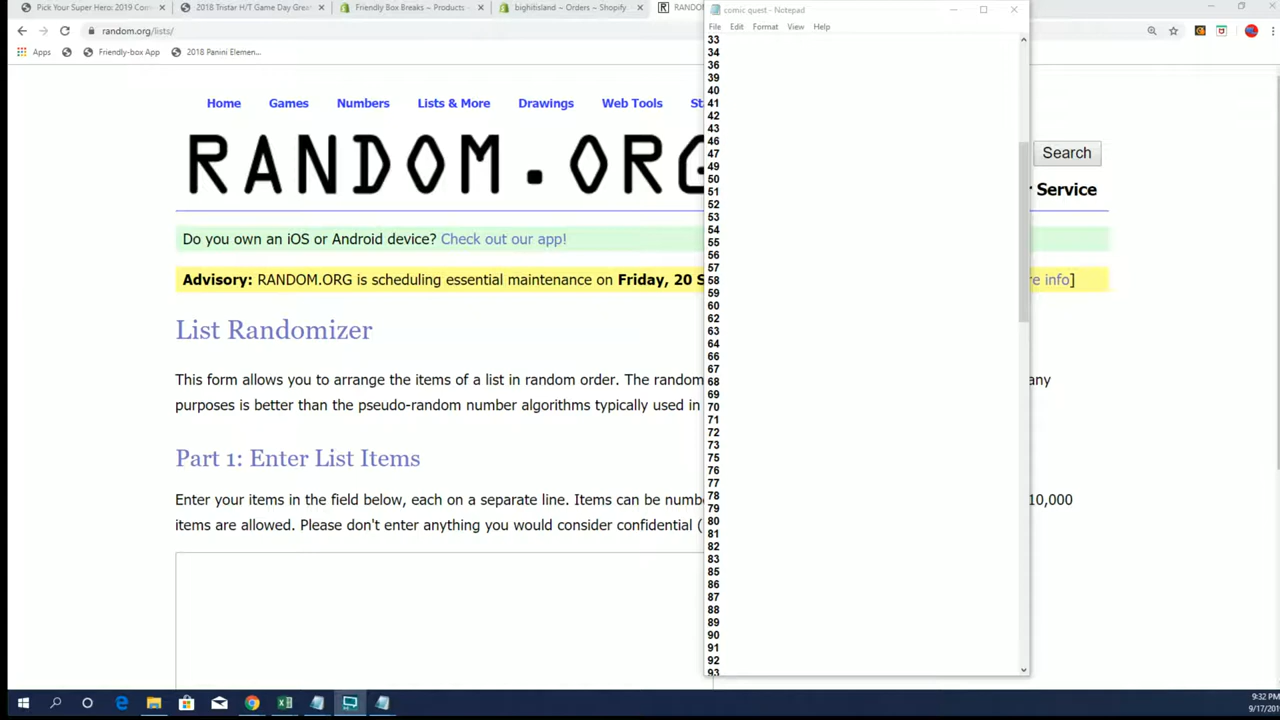 Pick Your Super Hero: 2019 Com
2018 Tristar H/T Game Day Great
Friendly Box Breaks ~ Products
bighitisland ~ Orders ~ Shopify
RANDO
random.org/lists/
Apps
Friendly-box App
2018 Panini Elemen...
comic quest - Notepad
File Edit Format View Help
33
34
36
39
40
41
42
43
46
47
49
50
51
52
53
54
55
56
57
58
59
60
62
63
64
66
67
68
69
70
71
72
73
75
76
77
78
79
80
81
82
83
85
86
87
88
89
90
91
92
93
Home Games Numbers Lists & More Drawings Web Tools St
RANDOM.ORG
Search
Service
Do you own an iOS or Android device? Check out our app!
Advisory: RANDOM.ORG is scheduling essential maintenance on Friday, 20 S
re info]
List Randomizer
This form allows you to arrange the items of a list in random order. The random
any
purposes is better than the pseudo-random number algorithms typically used in
Part 1: Enter List Items
Enter your items in the field below, each on a separate line. Items can be numb
10,000
items are allowed. Please don't enter anything you would consider confidential (
9:32 PM
9/17/201